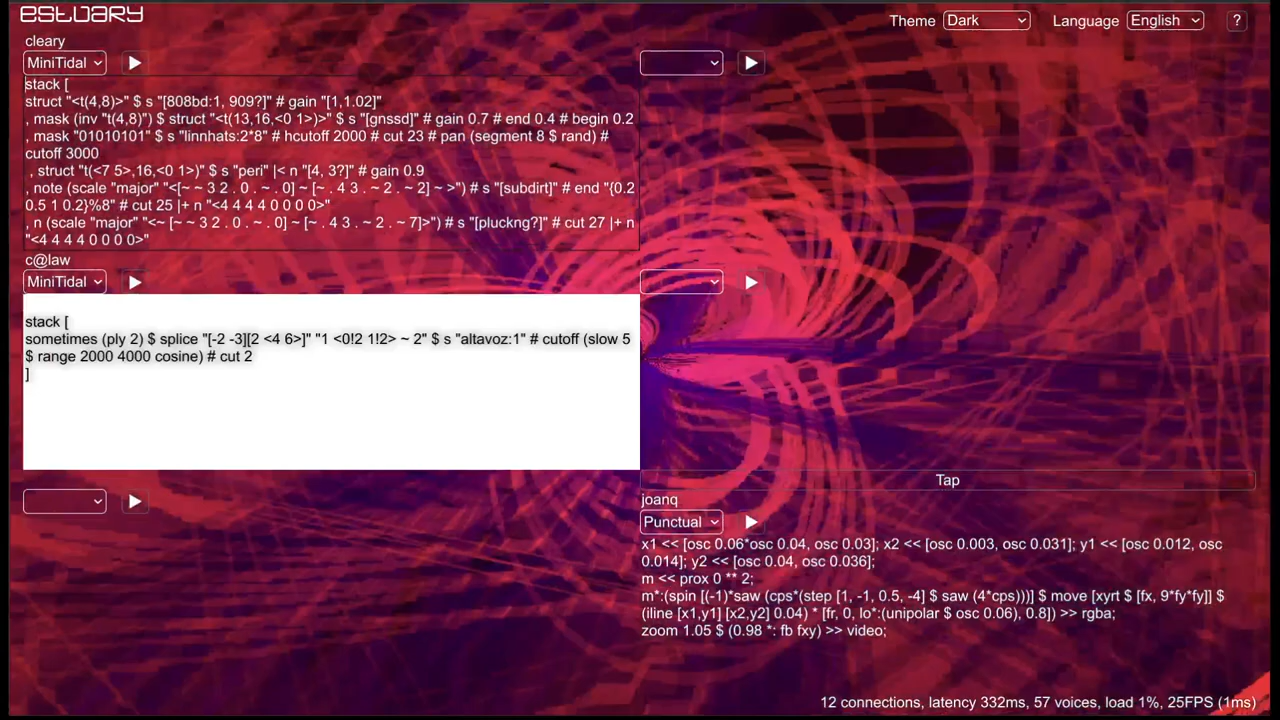 ESTUARY
Theme Dark Language English ?
cleary
MiniTidal
stack [
struct "<t(4,8)>" $ s "[808bd:1, 909?]" # gain "[1,1.02]"
, mask (inv "t(4,8)") $ struct "<t(13,16,<0 1>)>" $ s "[gnssd]" # gain 0.7 # end 0.4 # begin 0.2
, mask "01010101" $ s "linnhats:2*8" # hcutoff 2000 # cut 23 # pan (segment 8 $ rand) #
cutoff 3000
, struct "t(<7 5>,16,<0 1>)" $ s "peri" |< n "[4, 3?]" # gain 0.9
, note (scale "major" "<[~ ~ 3 2 . 0 . ~ . 0] ~ [~ . 4 3 . ~ 2 . ~ 2] ~ >") # s "[subdirt]" # end "{0.2
0.5 1 0.2}%8" # cut 25 |+ n "<4 4 4 4 0 0 0 0>"
, n (scale "major" "<~ [~ ~ 3 2 . 0 . ~ . 0] ~ [~ . 4 3 . ~ 2 . ~ 7]>") # s "[pluckng?]" # cut 27 |+ n
"<4 4 4 4 0 0 0 0>"
c@law
MiniTidal
stack [
sometimes (ply 2) $ splice "[-2 -3][2 <4 6>]" "1 <0!2 1!2> ~ 2" $ s "altavoz:1" # cutoff (slow 5
$ range 2000 4000 cosine) # cut 2
]
Tap
joanq
Punctual
x1 << [osc 0.06*osc 0.04, osc 0.03]; x2 << [osc 0.003, osc 0.031]; y1 << [osc 0.012, osc
0.014]; y2 << [osc 0.04, osc 0.036];
m << prox 0 ** 2;
m*:(spin [(-1)*saw (cps*(step [1, -1, 0.5, -4] $ saw (4*cps)))] $ move [xyrt $ [fx, 9*fy*fy]] $
(iline [x1,y1] [x2,y2] 0.04) * [fr, 0, lo*:(unipolar $ osc 0.06), 0.8]) >> rgba;
zoom 1.05 $ (0.98 *: fb fxy) >> video;
12 connections, latency 332ms, 57 voices, load 1%, 25FPS (1ms)